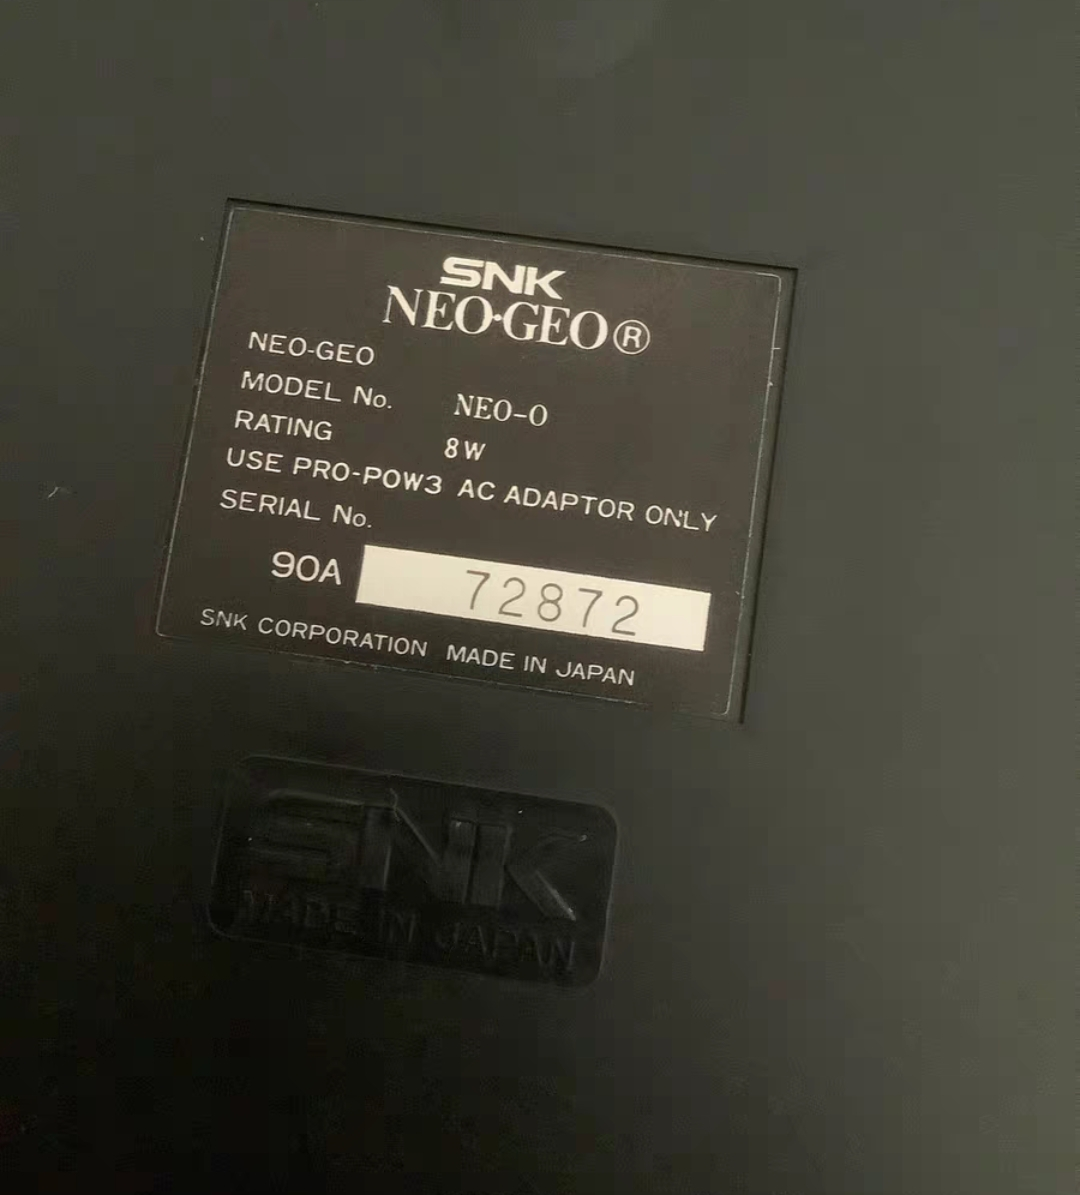 SNK
NEO·GEO®
NEO-GEO
MODEL No. NEO-O
RATING 8W
USE PRO-POW3 AC ADAPTOR ONLY
SERIAL No.
90A 72872
SNK CORPORATION MADE IN JAPAN
SNK
MADE IN JAPAN